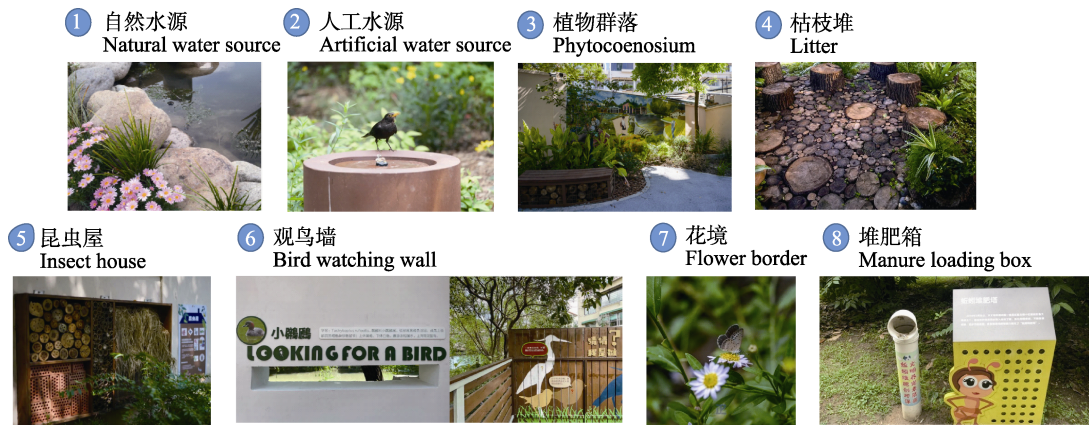 1 自然水源
Natural water source
2 人工水源
Artificial water source
3 植物群落
Phytocoenosium
4 枯枝堆
Litter
5 昆虫屋
Insect house
6 观鸟墙
Bird watching wall
小鸊鷉
LOOKING FOR A BIRD
7 花境
Flower border
8 堆肥箱
Manure loading box